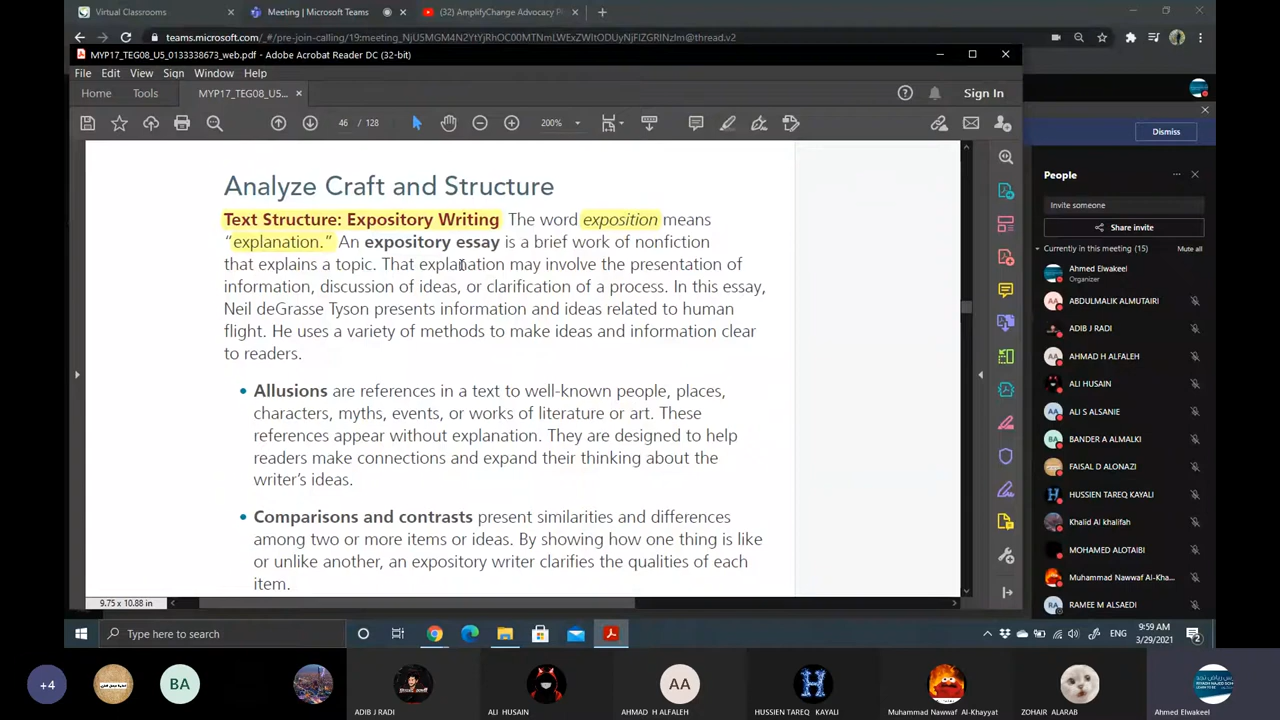 Virtual Classrooms
Meeting | Microsoft Teams
(32) AmplifyChange Advocacy P
MYP17_TEG08_U5_0133338673_web.pdf - Adobe Acrobat Reader DC (32-bit)
File Edit View Sign Window Help
Home Tools MYP17_TEG08_U5...
Sign In
46 / 128
200%
Analyze Craft and Structure
Text Structure: Expository Writing The word exposition means
“explanation.” An expository essay is a brief work of nonfiction
that explains a topic. That explanation may involve the presentation of
information, discussion of ideas, or clarification of a process. In this essay,
Neil deGrasse Tyson presents information and ideas related to human
flight. He uses a variety of methods to make ideas and information clear
to readers.
• Allusions are references in a text to well-known people, places,
characters, myths, events, or works of literature or art. These
references appear without explanation. They are designed to help
readers make connections and expand their thinking about the
writer’s ideas.
• Comparisons and contrasts present similarities and differences
among two or more items or ideas. By showing how one thing is like
or unlike another, an expository writer clarifies the qualities of each
item.
9.75 x 10.88 in
Dismiss
People
Invite someone
Share invite
Currently in this meeting (15) Mute all
Ahmed Elwakeel
Organizer
AA ABDULMALIK ALMUTAIRI
ADIB J RADI
AA AHMAD H ALFALEH
ALI HUSAIN
AA ALI S ALSANIE
BA BANDER A ALMALKI
FAISAL D ALONAZI
HUSSIEN TAREQ KAYALI
Khalid Al khalifah
MOHAMED ALOTAIBI
Muhammad Nawwaf Al-Kha...
RA RAMEE M ALSAEDI
Type here to search
ENG
9:59 AM
3/29/2021
2
+4
BA
AA
ADIB J RADI
ALI HUSAIN
AHMAD H ALFALEH
HUSSIEN TAREQ KAYALI
Muhammad Nawwaf Al-Khayyat
ZOHAIR ALARAB
Ahmed Elwakeel